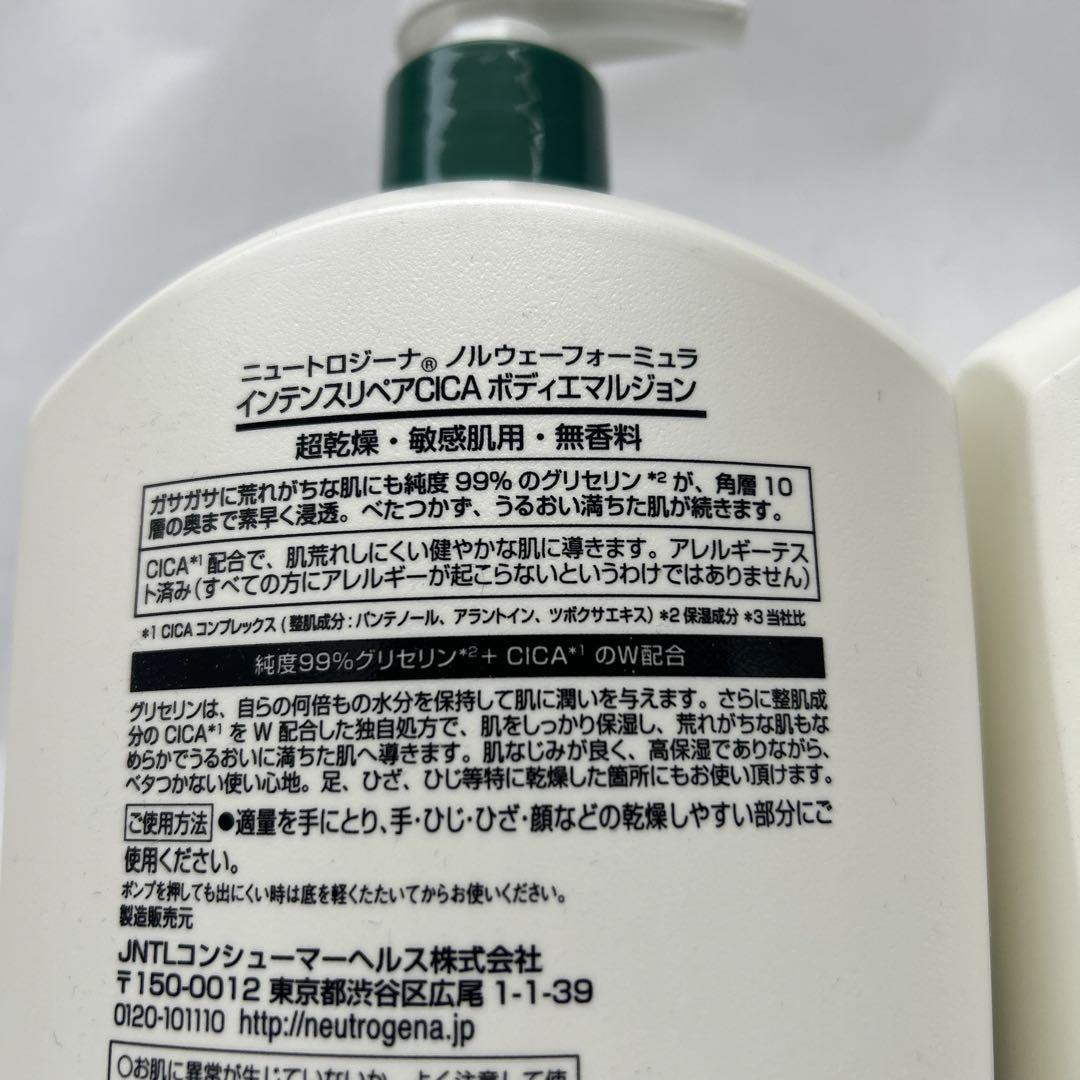 ニュートロジーナ® ノルウェーフォーミュラ
インテンスリペアCICA ボディエマルジョン
超乾燥・敏感肌用・無香料
ガサガサに荒れがちな肌にも純度 99% のグリセリン*2 が、角層 10
層の奥まで素早く浸透。べたつかず、うるおい満ちた肌が続きます。
CICA*1 配合で、肌荒れしにくい健やかな肌に導きます。アレルギーテス
ト済み(すべての方にアレルギーが起こらないというわけではありません)
*1 CICA コンプレックス ( 整肌成分 : パンテノール、アラントイン、ツボクサエキス) *2 保湿成分 *3 当社比
純度99%グリセリン*2+ CICA*1 のW配合
グリセリンは、自らの何倍もの水分を保持して肌に潤いを与えます。さらに整肌成
分の CICA*1 を W 配合した独自処方で、肌をしっかり保湿し、荒れがちな肌もな
めらかでうるおいに満ちた肌へ導きます。肌なじみが良く、高保湿でありながら、
ベタつかない使い心地。足、ひざ、ひじ等特に乾燥した箇所にもお使い頂けます。
ご使用方法 ●適量を手にとり、手・ひじ・ひざ・顔などの乾燥しやすい部分にご
使用ください。
ポンプを押しても出にくい時は底を軽くたたいてからお使いください。
製造販売元
JNTLコンシューマーヘルス株式会社
〒150-0012 東京都渋谷区広尾 1-1-39
0120-101110 http://neutrogena.jp
○お肌に異常が生じていないか、よく注意して使